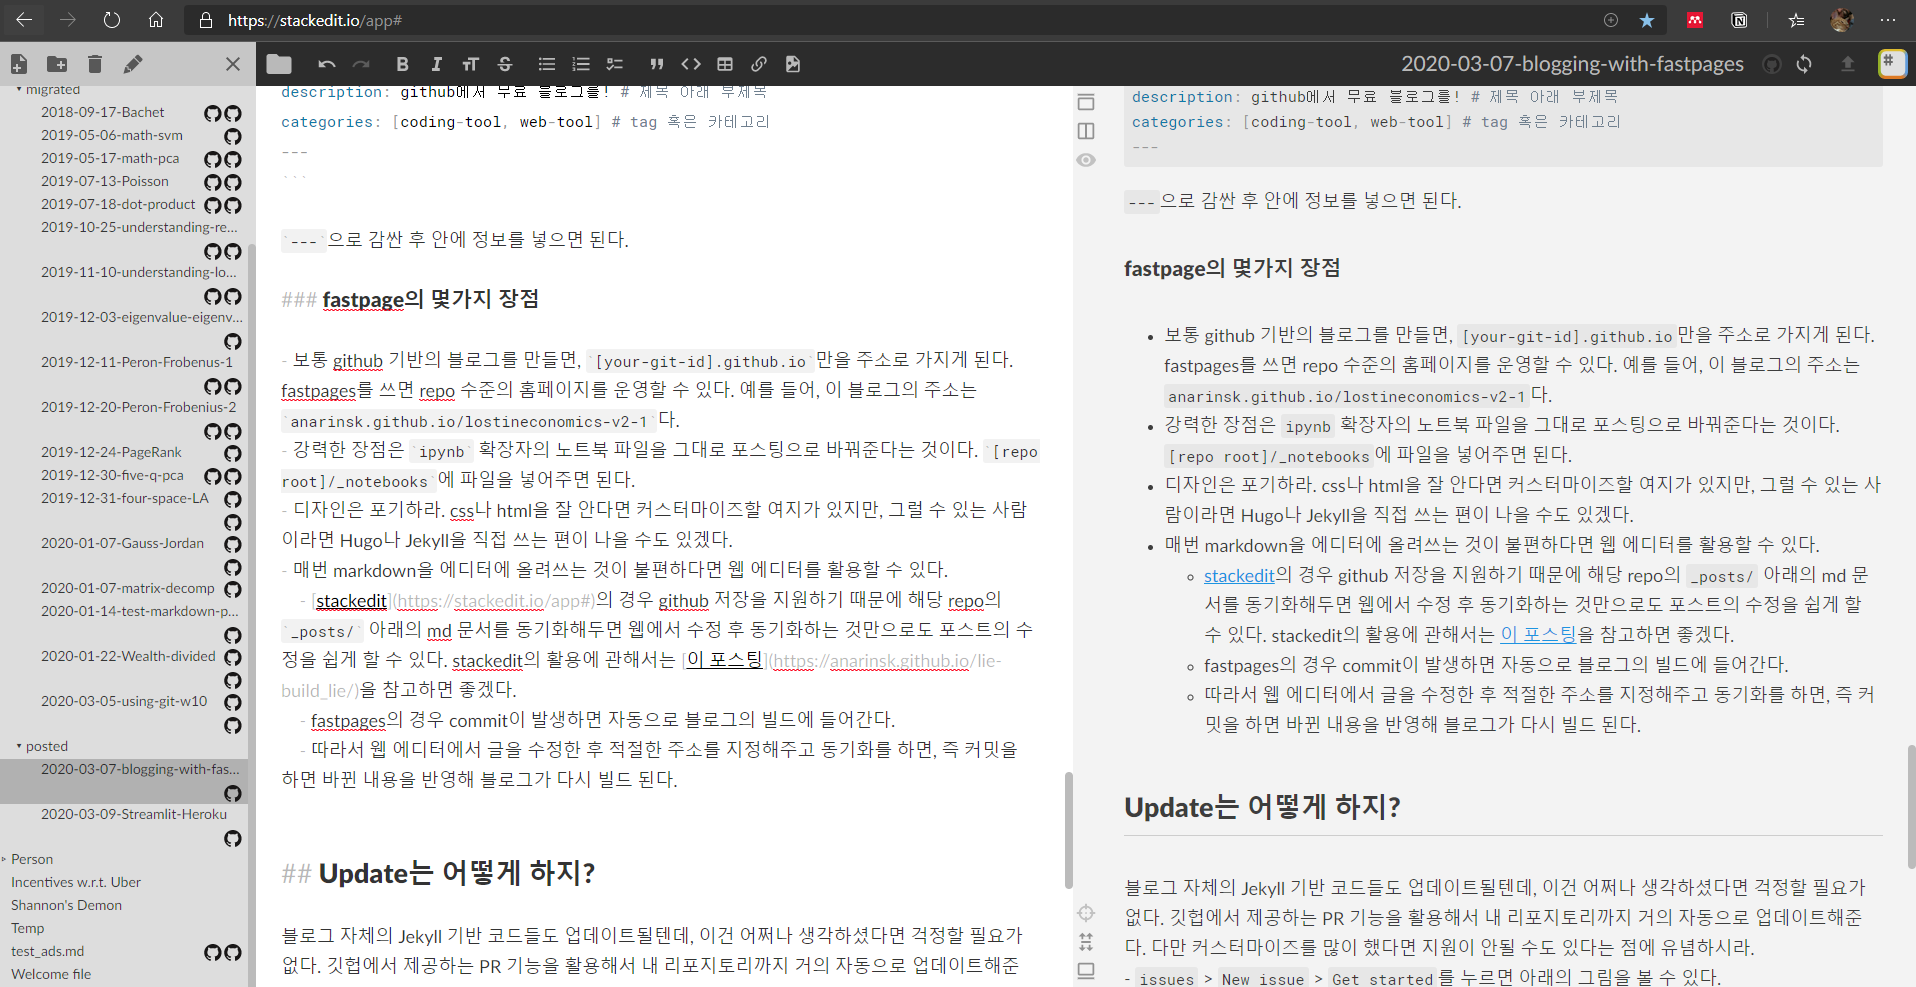 https://stackedit.io/app#
2020-03-07-blogging-with-fastpages
migrated
2018-09-17-Bachet
2019-05-06-math-svm
2019-05-17-math-pca
2019-07-13-Poisson
2019-07-18-dot-product
2019-10-25-understanding-re...
2019-11-10-understanding-lo...
2019-12-03-eigenvalue-eigenv...
2019-12-11-Peron-Frobenus-1
2019-12-20-Peron-Frobenius-2
2019-12-24-PageRank
2019-12-30-five-q-pca
2019-12-31-four-space-LA
2020-01-07-Gauss-Jordan
2020-01-07-matrix-decomp
2020-01-14-test-markdown-p...
2020-01-22-Wealth-divided
2020-03-05-using-git-w10
posted
2020-03-07-blogging-with-fas...
2020-03-09-Streamlit-Heroku
Person
Incentives w.r.t. Uber
Shannon's Demon
Temp
test_ads.md
Welcome file
description: github에서 무료 블로그를! # 제목 아래 부제목
categories: [coding-tool, web-tool] # tag 혹은 카테고리
---
```
`---`으로 감싼 후 안에 정보를 넣으면 된다.
### fastpage의 몇가지 장점
- 보통 github 기반의 블로그를 만들면, `[your-git-id].github.io`만을 주소로 가지게 된다.
fastpages를 쓰면 repo 수준의 홈페이지를 운영할 수 있다. 예를 들어, 이 블로그의 주소는
`anarinsk.github.io/lostineconomics-v2-1`다.
- 강력한 장점은 `ipynb` 확장자의 노트북 파일을 그대로 포스팅으로 바꿔준다는 것이다. `[repo
root]/_notebooks`에 파일을 넣어주면 된다.
- 디자인은 포기하라. css나 html을 잘 안다면 커스터마이즈할 여지가 있지만, 그럴 수 있는 사람
이라면 Hugo나 Jekyll을 직접 쓰는 편이 나을 수도 있겠다.
- 매번 markdown을 에디터에 올려쓰는 것이 불편하다면 웹 에디터를 활용할 수 있다.
- [stackedit](https://stackedit.io/app#)의 경우 github 저장을 지원하기 때문에 해당 repo의
`_posts/` 아래의 md 문서를 동기화해두면 웹에서 수정 후 동기화하는 것만으로도 포스트의 수
정을 쉽게 할 수 있다. stackedit의 활용에 관해서는 [이 포스팅](https://anarinsk.github.io/lie-
build_lie/)을 참고하면 좋겠다.
- fastpages의 경우 commit이 발생하면 자동으로 블로그의 빌드에 들어간다.
- 따라서 웹 에디터에서 글을 수정한 후 적절한 주소를 지정해주고 동기화를 하면, 즉 커밋을
하면 바뀐 내용을 반영해 블로그가 다시 빌드 된다.
## Update는 어떻게 하지?
블로그 자체의 Jekyll 기반 코드들도 업데이트될텐데, 이건 어쩌나 생각하셨다면 걱정할 필요가
없다. 깃헙에서 제공하는 PR 기능을 활용해서 내 리포지토리까지 거의 자동으로 업데이트해준
description: github에서 무료 블로그를! # 제목 아래 부제목
categories: [coding-tool, web-tool] # tag 혹은 카테고리
---
---으로 감싼 후 안에 정보를 넣으면 된다.
fastpage의 몇가지 장점
• 보통 github 기반의 블로그를 만들면, [your-git-id].github.io만을 주소로 가지게 된다.
fastpages를 쓰면 repo 수준의 홈페이지를 운영할 수 있다. 예를 들어, 이 블로그의 주소는
anarinsk.github.io/lostineconomics-v2-1다.
• 강력한 장점은 ipynb 확장자의 노트북 파일을 그대로 포스팅으로 바꿔준다는 것이다.
[repo root]/_notebooks에 파일을 넣어주면 된다.
• 디자인은 포기하라. css나 html을 잘 안다면 커스터마이즈할 여지가 있지만, 그럴 수 있는 사
람이라면 Hugo나 Jekyll을 직접 쓰는 편이 나을 수도 있겠다.
• 매번 markdown을 에디터에 올려쓰는 것이 불편하다면 웹 에디터를 활용할 수 있다.
◦ stackedit의 경우 github 저장을 지원하기 때문에 해당 repo의 _posts/ 아래의 md 문
서를 동기화해두면 웹에서 수정 후 동기화하는 것만으로도 포스트의 수정을 쉽게 할
수 있다. stackedit의 활용에 관해서는 이 포스팅을 참고하면 좋겠다.
◦ fastpages의 경우 commit이 발생하면 자동으로 블로그의 빌드에 들어간다.
◦ 따라서 웹 에디터에서 글을 수정한 후 적절한 주소를 지정해주고 동기화를 하면, 즉 커
밋을 하면 바뀐 내용을 반영해 블로그가 다시 빌드 된다.
Update는 어떻게 하지?
블로그 자체의 Jekyll 기반 코드들도 업데이트될텐데, 이건 어쩌나 생각하셨다면 걱정할 필요가
없다. 깃헙에서 제공하는 PR 기능을 활용해서 내 리포지토리까지 거의 자동으로 업데이트해준
다. 다만 커스터마이즈를 많이 했다면 지원이 안될 수도 있다는 점에 유념하시라.
- issues > New issue > Get started를 누르면 아래의 그림을 볼 수 있다.